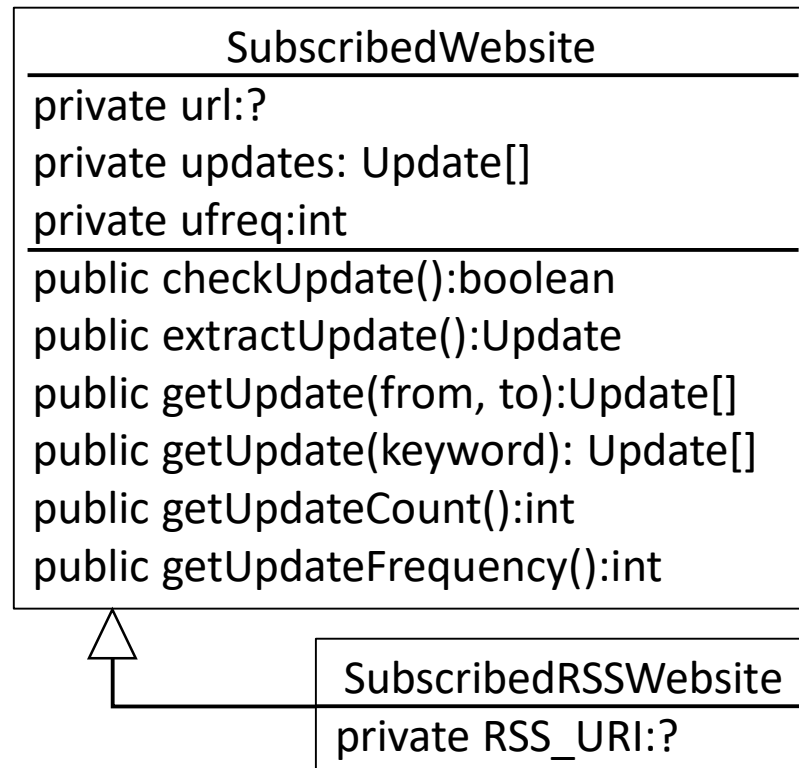 SubscribedWebsite
private url:?
private updates: Update[]
private ufreq:int
public checkUpdate():boolean
public extractUpdate():Update
public getUpdate(from, to):Update[]
public getUpdate(keyword): Update[]
public getUpdateCount():int
public getUpdateFrequency():int
SubscribedRSSWebsite
private RSS_URI:?